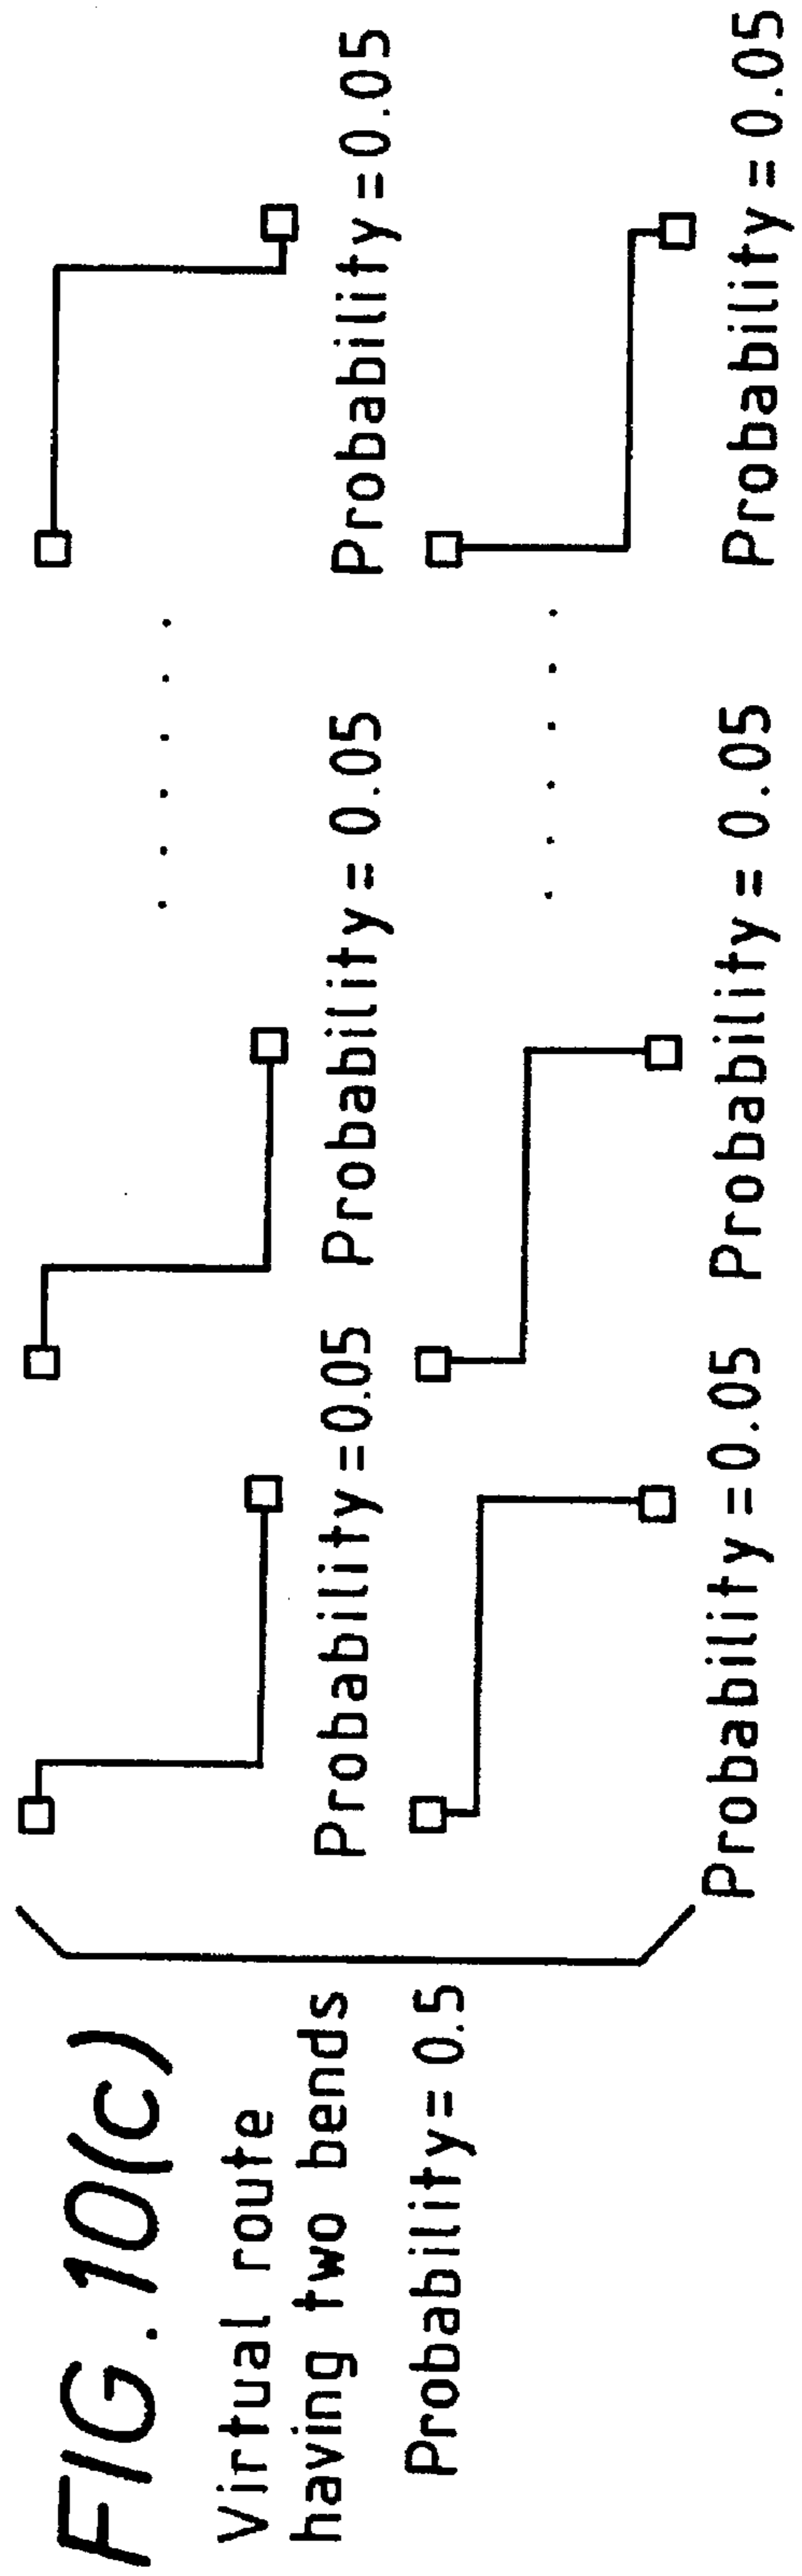 FIG. 10(c)
Virtual route
having two bends
Probability= 0.5
Probability=0.05
Probability= 0.05
Probability=0.05
Probability=0.05
Probability= 0.05
Probability= 0.05